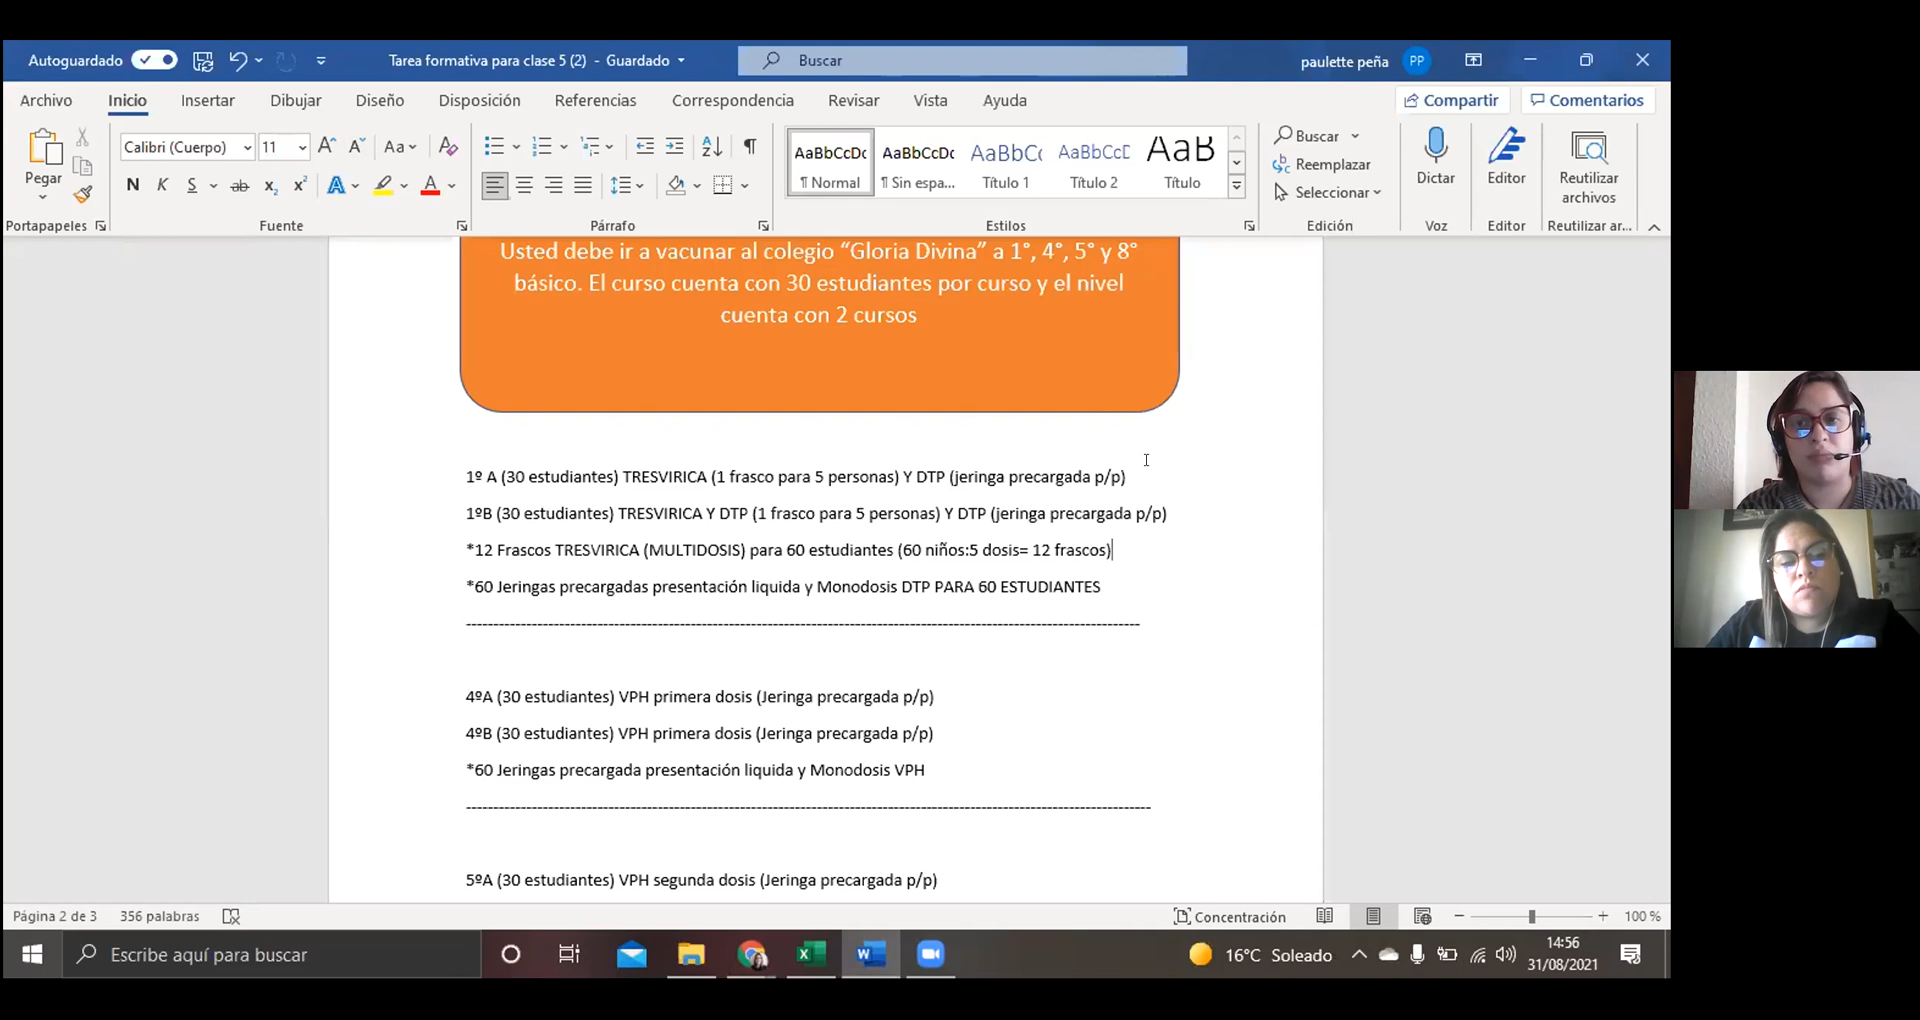 Autoguardado
Tarea formativa para clase 5 (2) - Guardado
Buscar
paulette peña
PP
Archivo
Inicio
Insertar
Dibujar
Diseño
Disposición
Referencias
Correspondencia
Revisar
Vista
Ayuda
Compartir
Comentarios
Pegar
Calibri (Cuerpo)
11
N K S ab x₂ x²
Aa
AaBbCcDc
¶ Normal
AaBbCcDc
¶ Sin espa...
AaBbCc
Título 1
AaBbCcD
Título 2
AaB
Título
Buscar
Reemplazar
Seleccionar
Dictar
Editor
Reutilizar
archivos
Portapapeles
Fuente
Párrafo
Estilos
Edición
Voz
Editor
Reutilizar ar...
Usted debe ir a vacunar al colegio “Gloria Divina” a 1°, 4°, 5° y 8°
básico. El curso cuenta con 30 estudiantes por curso y el nivel
cuenta con 2 cursos
1º A (30 estudiantes) TRESVIRICA (1 frasco para 5 personas) Y DTP (jeringa precargada p/p)
1ºB (30 estudiantes) TRESVIRICA Y DTP (1 frasco para 5 personas) Y DTP (jeringa precargada p/p)
*12 Frascos TRESVIRICA (MULTIDOSIS) para 60 estudiantes (60 niños:5 dosis= 12 frascos)
*60 Jeringas precargadas presentación liquida y Monodosis DTP PARA 60 ESTUDIANTES
4ºA (30 estudiantes) VPH primera dosis (Jeringa precargada p/p)
4ºB (30 estudiantes) VPH primera dosis (Jeringa precargada p/p)
*60 Jeringas precargada presentación liquida y Monodosis VPH
5ºA (30 estudiantes) VPH segunda dosis (Jeringa precargada p/p)
Página 2 de 3
356 palabras
Concentración
100 %
Escribe aquí para buscar
16°C Soleado
14:56
31/08/2021